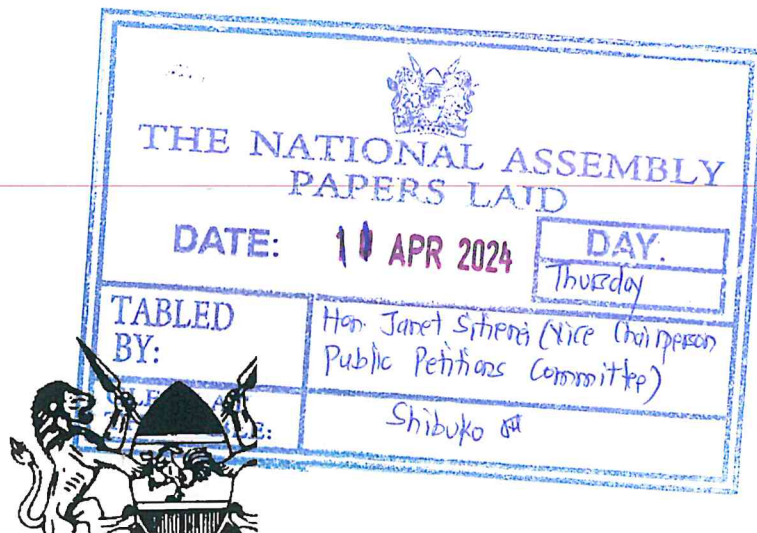 THE NATIONAL ASSEMBLY
PAPERS LAID
DATE: APR 2024 DAY.
Thursday
TABLED BY:
Hon. Janet Sitienei (Vice Chairperson
Public Petitions Committee)
Shibuko